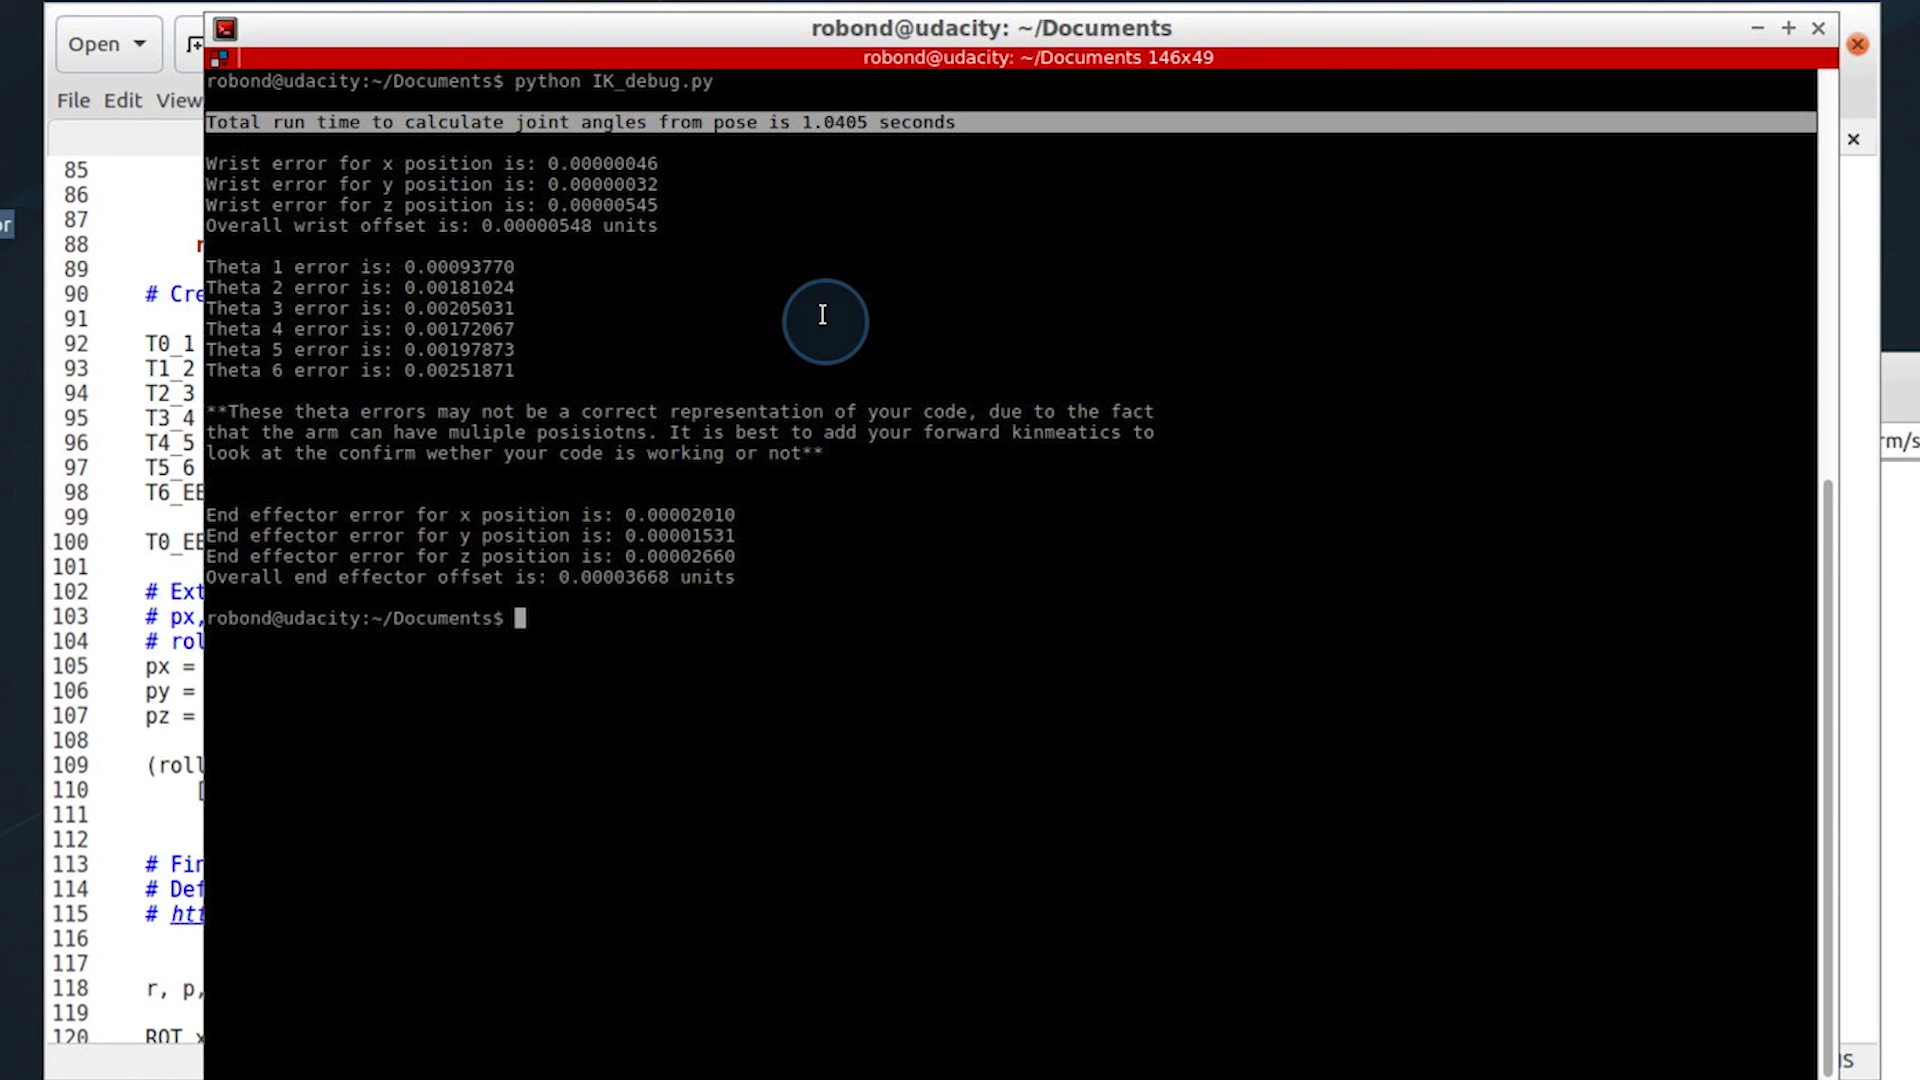 robond@udacity: ~/Documents
robond@udacity: ~/Documents 146x49
Open
File Edit View
robond@udacity:~/Documents$ python IK_debug.py
Total run time to calculate joint angles from pose is 1.0405 seconds
Wrist error for x position is: 0.00000046
Wrist error for y position is: 0.00000032
Wrist error for z position is: 0.00000545
Overall wrist offset is: 0.00000548 units
Theta 1 error is: 0.00093770
Theta 2 error is: 0.00181024
Theta 3 error is: 0.00205031
Theta 4 error is: 0.00172067
Theta 5 error is: 0.00197873
Theta 6 error is: 0.00251871
**These theta errors may not be a correct representation of your code, due to the fact
that the arm can have muliple posisiotns. It is best to add your forward kinmeatics to
look at the confirm wether your code is working or not**
End effector error for x position is: 0.00002010
End effector error for y position is: 0.00001531
End effector error for z position is: 0.00002660
Overall end effector offset is: 0.00003668 units
robond@udacity:~/Documents$
85
86
87
88 r
89
90 # Cre
91
92 T0_1
93 T1_2
94 T2_3
95 T3_4
96 T4_5
97 T5_6
98 T6_EE
99
100 T0_EE
101
102 # Ext
103 # px,
104 # rol
105 px =
106 py =
107 pz =
108
109 (roll
110 [
111
112
113 # Fin
114 # Def
115 # htt
116
117
118 r, p,
119
120 ROT_x
or
rm/s